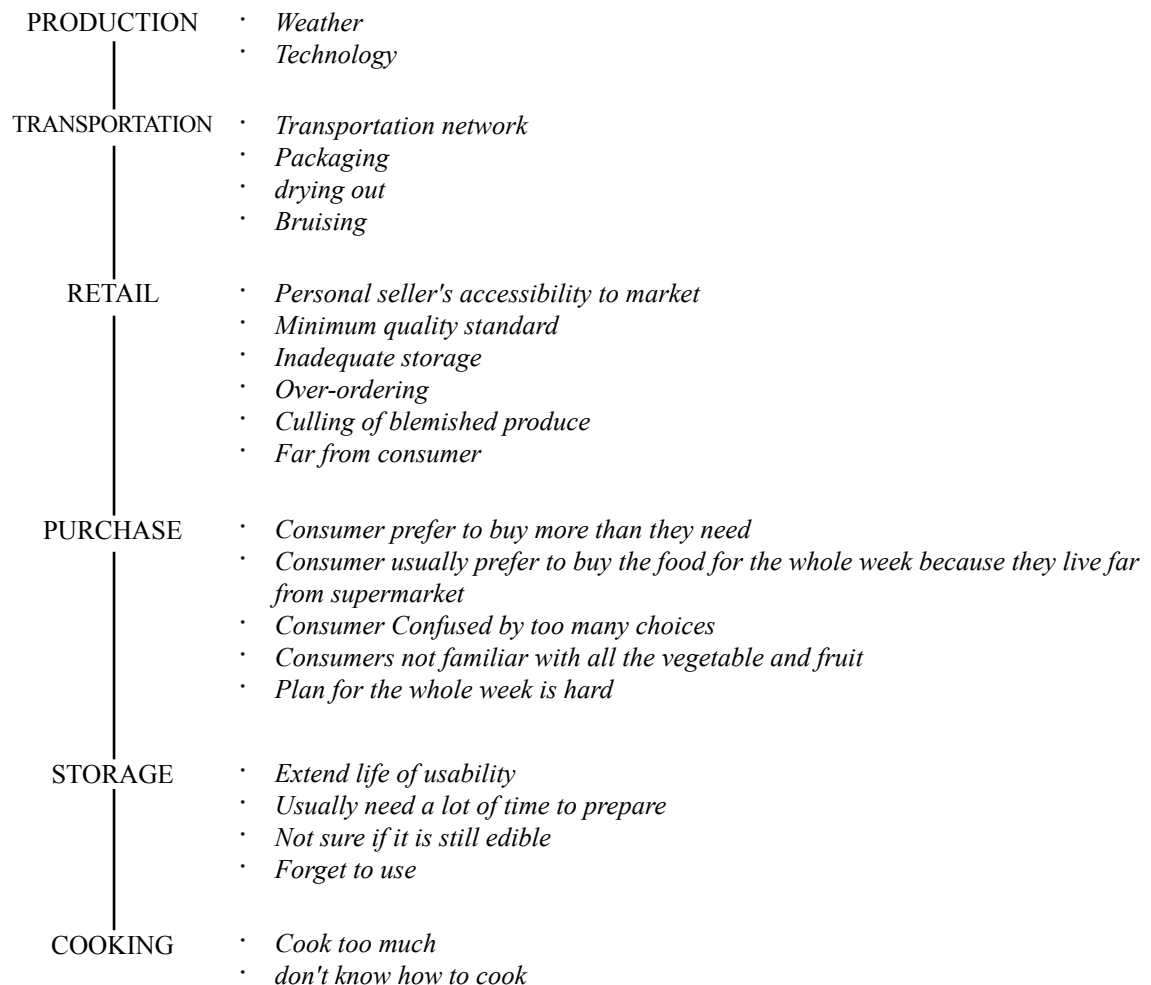 PRODUCTION · Weather
· Technology
TRANSPORTATION · Transportation network
· Packaging
· drying out
· Bruising
RETAIL · Personal seller's accessibility to market
· Minimum quality standard
· Inadequate storage
· Over-ordering
· Culling of blemished produce
· Far from consumer
PURCHASE · Consumer prefer to buy more than they need
· Consumer usually prefer to buy the food for the whole week because they live far
from supermarket
· Consumer Confused by too many choices
· Consumers not familiar with all the vegetable and fruit
· Plan for the whole week is hard
STORAGE · Extend life of usability
· Usually need a lot of time to prepare
· Not sure if it is still edible
· Forget to use
COOKING · Cook too much
· don't know how to cook